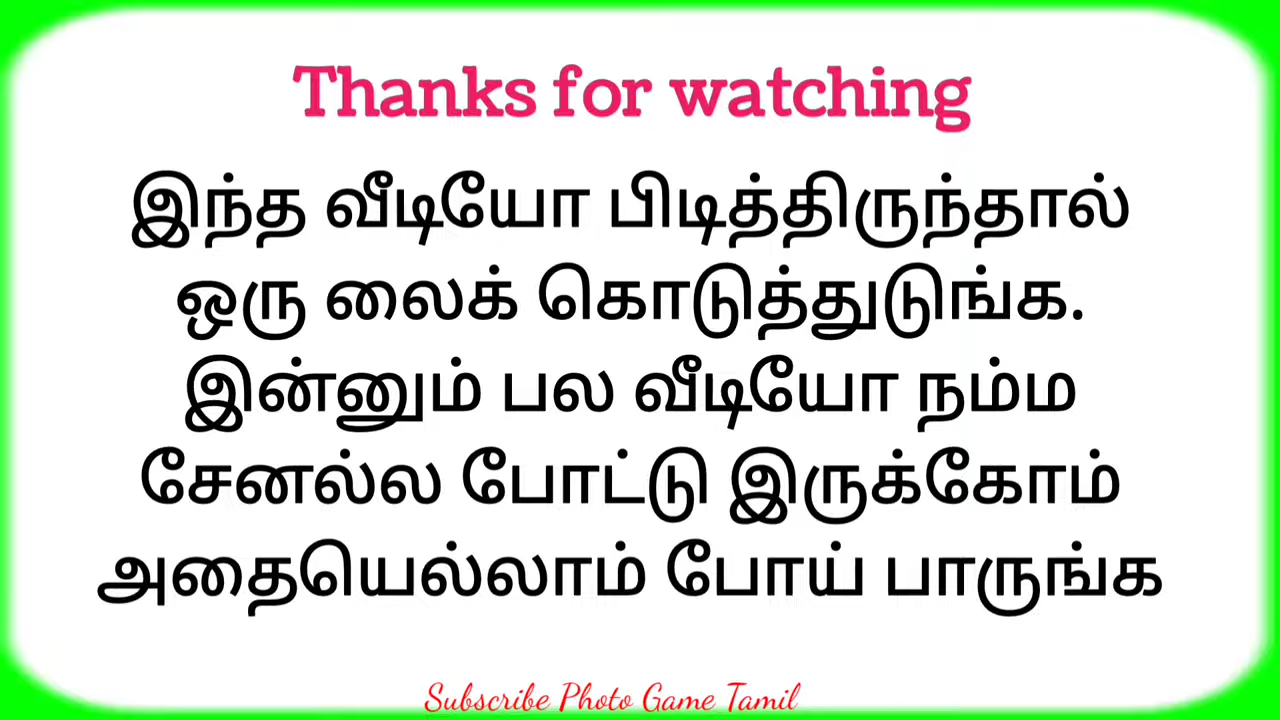 Thanks for watching
இந்த வீடியோ பிடித்திருந்தால்
ஒரு லைக் கொடுத்துடுங்க.
இன்னும் பல வீடியோ நம்ம
சேனல்ல போட்டு இருக்கோம்
அதையெல்லாம் போய் பாருங்க
Subscribe Photo Game Tamil